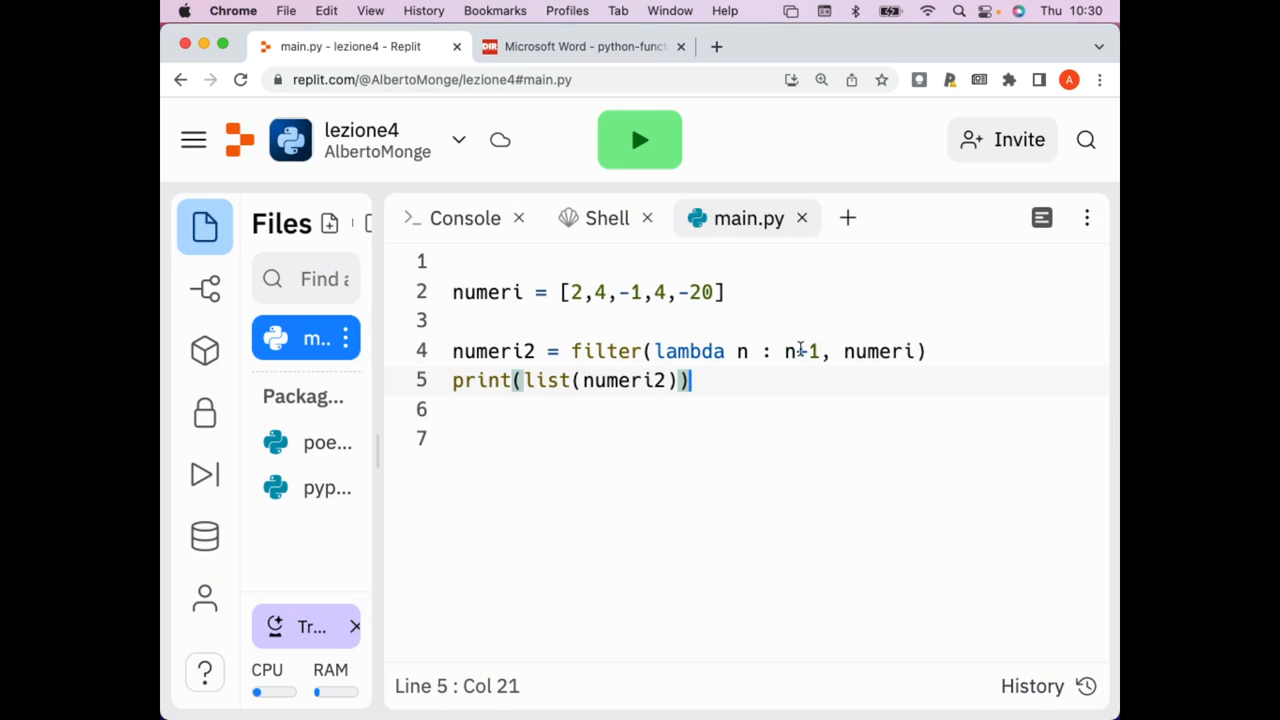 Chrome File Edit View History Bookmarks Profiles Tab Window Help Thu 10:30
main.py - lezione4 - Replit DIR Microsoft Word - python-funct
replit.com/@AlbertoMonge/lezione4#main.py A
lezione4
AlbertoMonge
Invite
Files
Console Shell main.py
Find a
m..
Packag...
poe...
pyp...
Tr...
CPU RAM
1
2 numeri = [2,4,-1,4,-20]
3
4 numeri2 = filter(lambda n : n-1, numeri)
5 print(list(numeri2))
6
7
Line 5 : Col 21 History